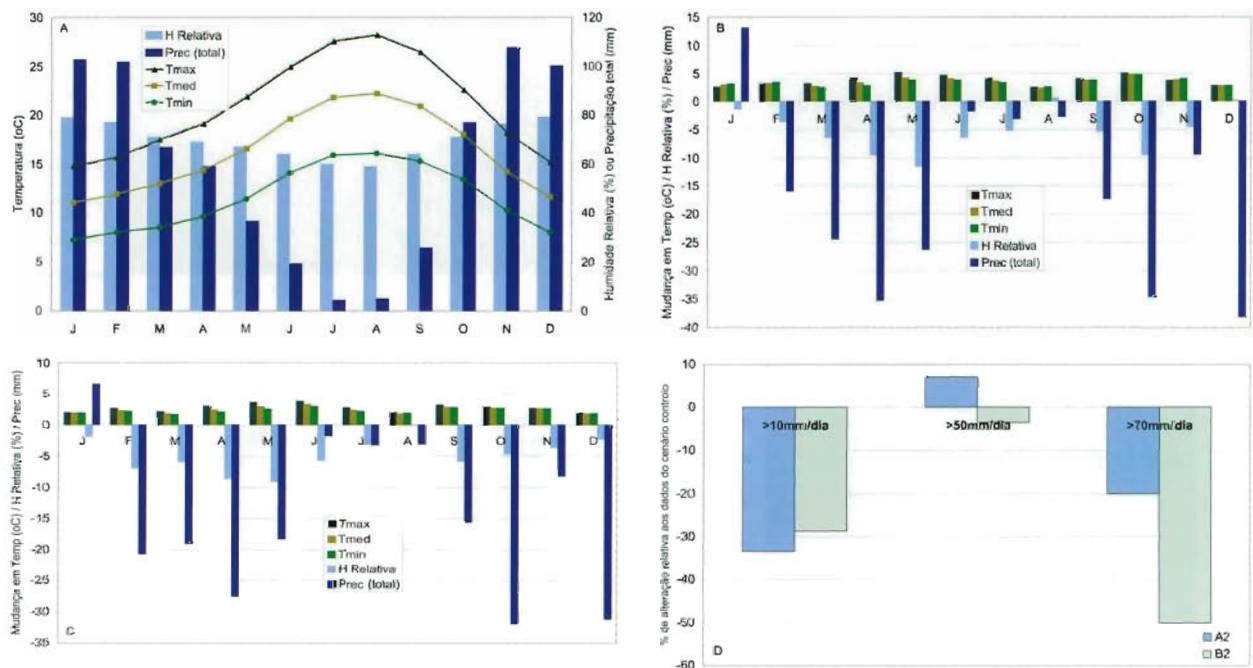 A
30
25
20
15
10
5
0
Temperatura (oC)
H Relativa
Prec (total)
Tmax
Tmed
Tmin
120
100
80
60
40
20
0
Humidade Relativa (%) ou Precipitação total (mm)
J F M A M J J A S O N D
B
15
10
5
0
-5
-10
-15
-20
-25
-30
-35
-40
Mudança em Temp (oC) / H Relativa (%) / Prec (mm)
J F M A M J J A S O N D
Tmax
Tmed
Tmin
H Relativa
Prec (total)
10
5
0
-5
-10
-15
-20
-25
-30
-35
Mudança em Temp (oC) / H Relativa (%) / Prec (mm)
J F M A M J J A S O N D
Tmax
Tmed
Tmin
H Relativa
Prec (total)
C
10
0
-10
-20
-30
-40
-50
-60
% de alteração relativa aos dados do cenário controlo
>10mm/dia >50mm/dia >70mm/dia
D
A2
B2